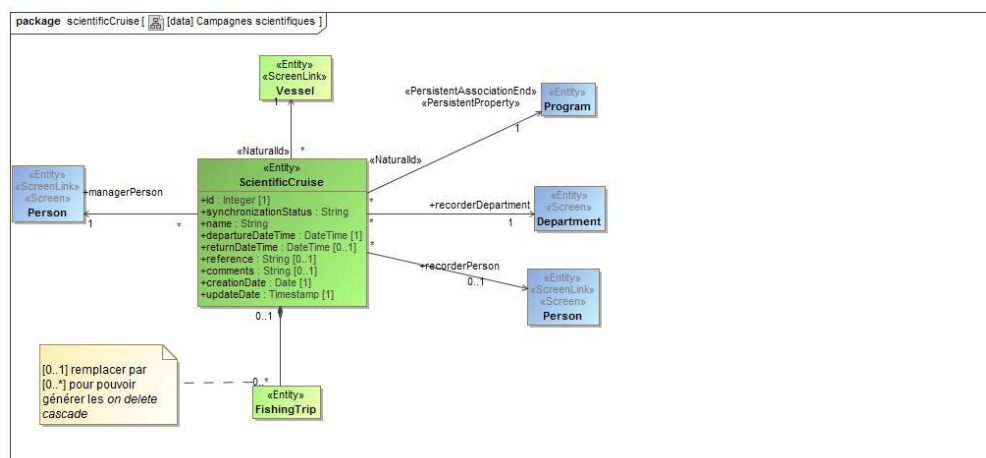 package scientificCruise [ [data] Campagnes scientifiques ]
«Entity»
«ScreenLink»
Vessel
1
*
«NaturalId»
«PersistentAssociationEnd»
«PersistentProperty»
1
«NaturalId»
*
«Entity»
Program
«Entity»
«ScreenLink»
«Screen»
Person
+managerPerson
1
*
«Entity»
ScientificCruise
+id : Integer [1]
+synchronizationStatus : String
+name : String
+departureDateTime : DateTime [1]
+returnDateTime : DateTime [0..1]
+reference : String [0..1]
+comments : String [0..1]
+creationDate : Date [1]
+updateDate : Timestamp [1]
+recorderDepartment
*
1
«Entity»
«Screen»
Department
*
+recorderPerson
0..1
«Entity»
«ScreenLink»
«Screen»
Person
0..1
[0..1] remplacer par
[0..*] pour pouvoir
générer les on delete
cascade
0..*
«Entity»
FishingTrip